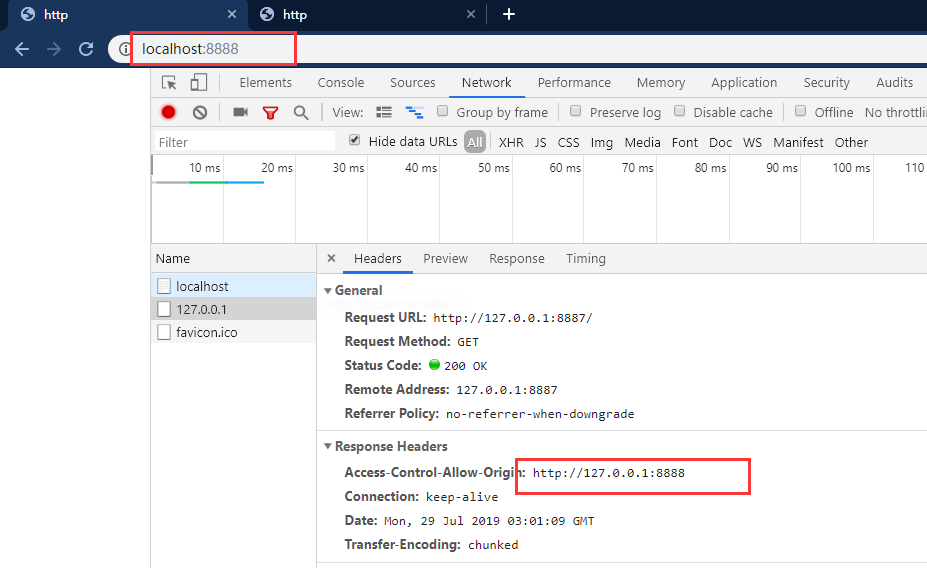 http × http × +
localhost:8888
Elements Console Sources Network Performance Memory Application Security Audits
View: Group by frame Preserve log Disable cache Offline No throttli
Filter Hide data URLs All XHR JS CSS Img Media Font Doc WS Manifest Other
10 ms 20 ms 30 ms 40 ms 50 ms 60 ms 70 ms 80 ms 90 ms 100 ms 110
Name × Headers Preview Response Timing
localhost
127.0.0.1
favicon.ico
General
Request URL: http://127.0.0.1:8887/
Request Method: GET
Status Code: 200 OK
Remote Address: 127.0.0.1:8887
Referrer Policy: no-referrer-when-downgrade
Response Headers
Access-Control-Allow-Origin: http://127.0.0.1:8888
Connection: keep-alive
Date: Mon, 29 Jul 2019 03:01:09 GMT
Transfer-Encoding: chunked